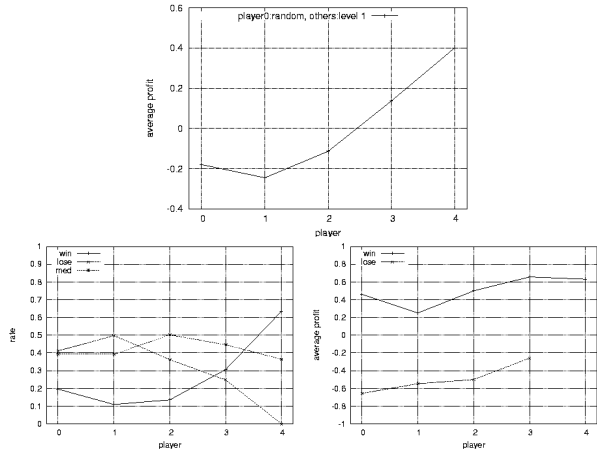 player0:random, others:level 1
0.6
0.4
0.2
0
-0.2
-0.4
average profit
0 1 2 3 4
player
win
lose
med
1
0.9
0.8
0.7
0.6
0.5
0.4
0.3
0.2
0.1
0
rate
0 1 2 3 4
player
win
lose
1
0.8
0.6
0.4
0.2
0
-0.2
-0.4
-0.6
-0.8
-1
average profit
0 1 2 3 4
player